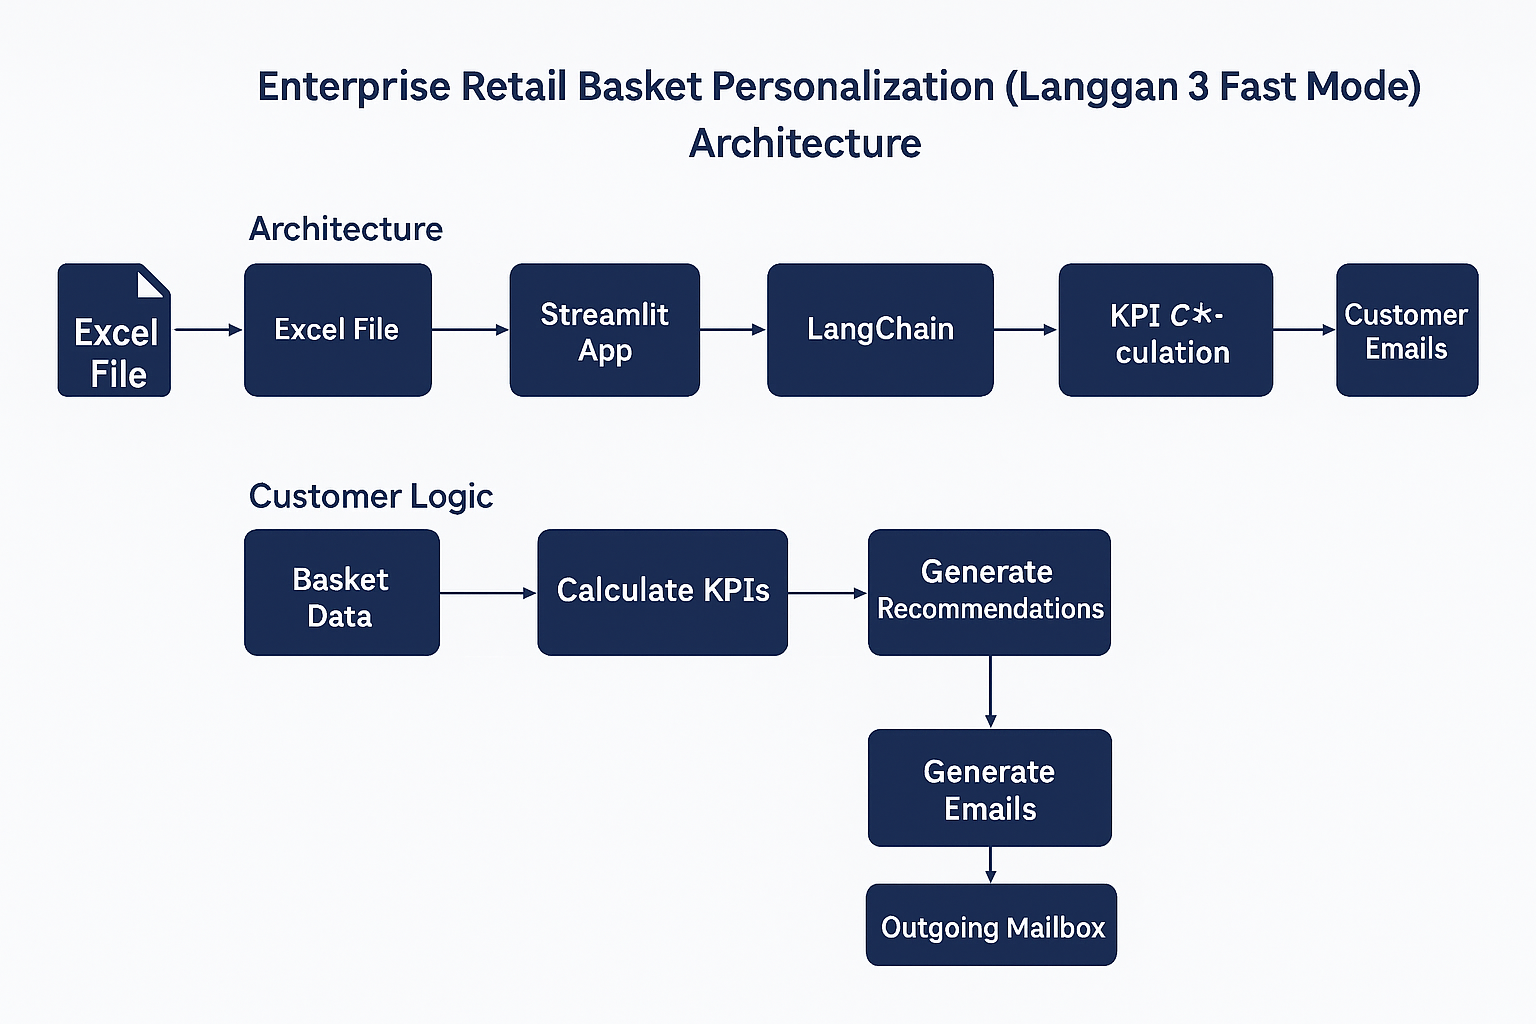 Enterprise Retail Basket Personalization (Langgan 3 Fast Mode)
Architecture
Architecture
Excel
File
Excel File
Streamlit
App
LangChain
KPI C*-
culation
Customer
Emails
Customer Logic
Basket
Data
Calculate KPIs
Generate
Recommendations
Generate
Emails
Outgoing Mailbox